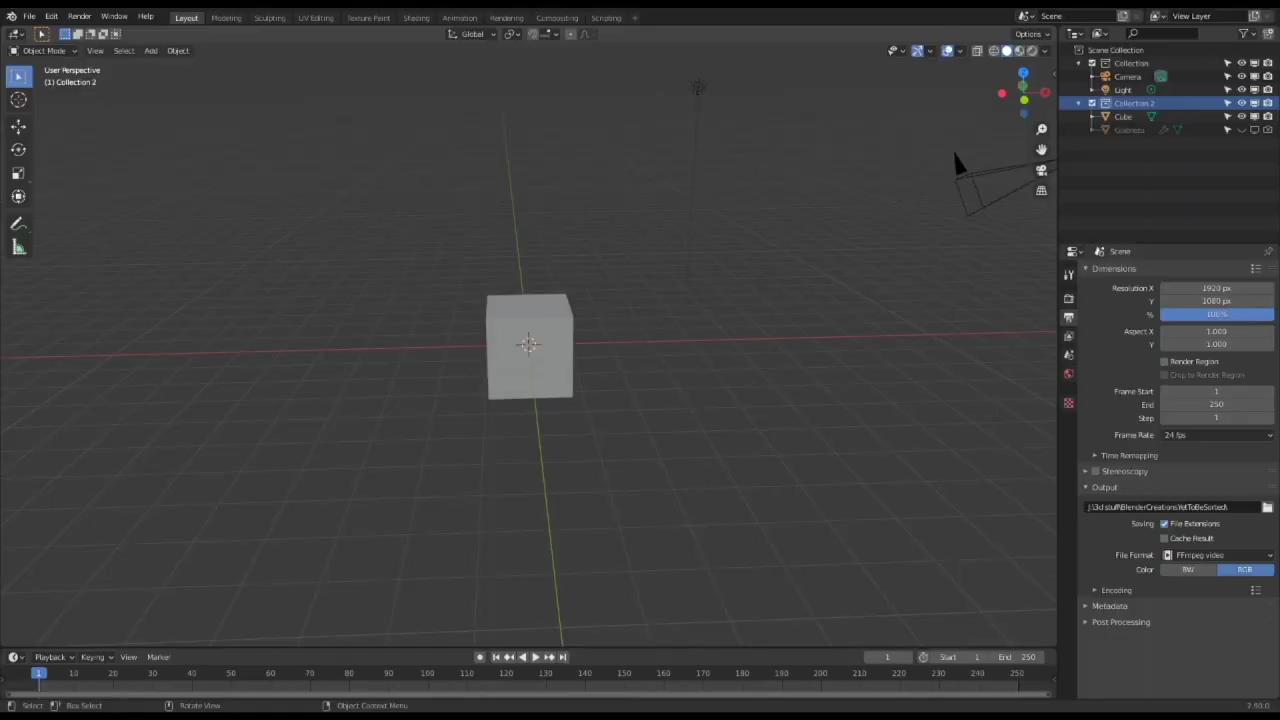 File Edit Render Window Help Layout Modeling Sculpting UV Editing Texture Paint Shading Animation Rendering Compositing Scripting + Scene View Layer
Global Options
Object Mode View Select Add Object
User Perspective
(1) Collection 2
Scene Collection
Collection
Camera
Light
Collection 2
Cube
Scene
Dimensions
Resolution X 1920 px
Y 1080 px
% 100%
Aspect X 1.000
Y 1.000
Render Region
Crop to Render Region
Frame Start 1
End 250
Step 1
Frame Rate 24 fps
Time Remapping
Stereoscopy
Output
J:\3d stuff\BlenderCreations\YetToBeSorted\
Saving File Extensions
Cache Result
File Format FFmpeg video
Color BW RGB
Encoding
Metadata
Post Processing
Playback Keying View Marker 1 Start 1 End 250
1 10 20 30 40 50 60 70 80 90 100 110 120 130 140 150 160 170 180 190 200 210 220 230 240 250
Select Box Select Rotate View Object Context Menu 2.90.0